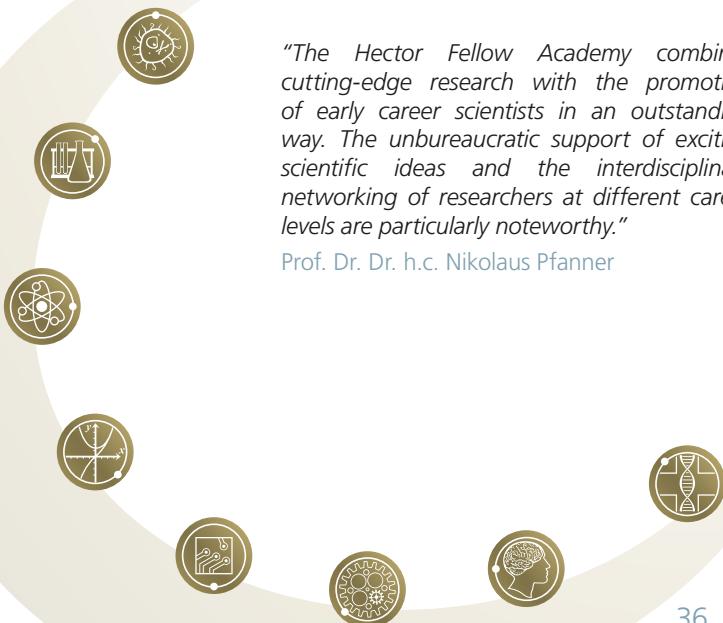 “The Hector Fellow Academy combin
cutting-edge research with the promoti
of early career scientists in an outstandi
way. The unbureaucratic support of exciti
scientific ideas and the interdisciplina
networking of researchers at different care
levels are particularly noteworthy.”
Prof. Dr. Dr. h.c. Nikolaus Pfanner
y
x
36